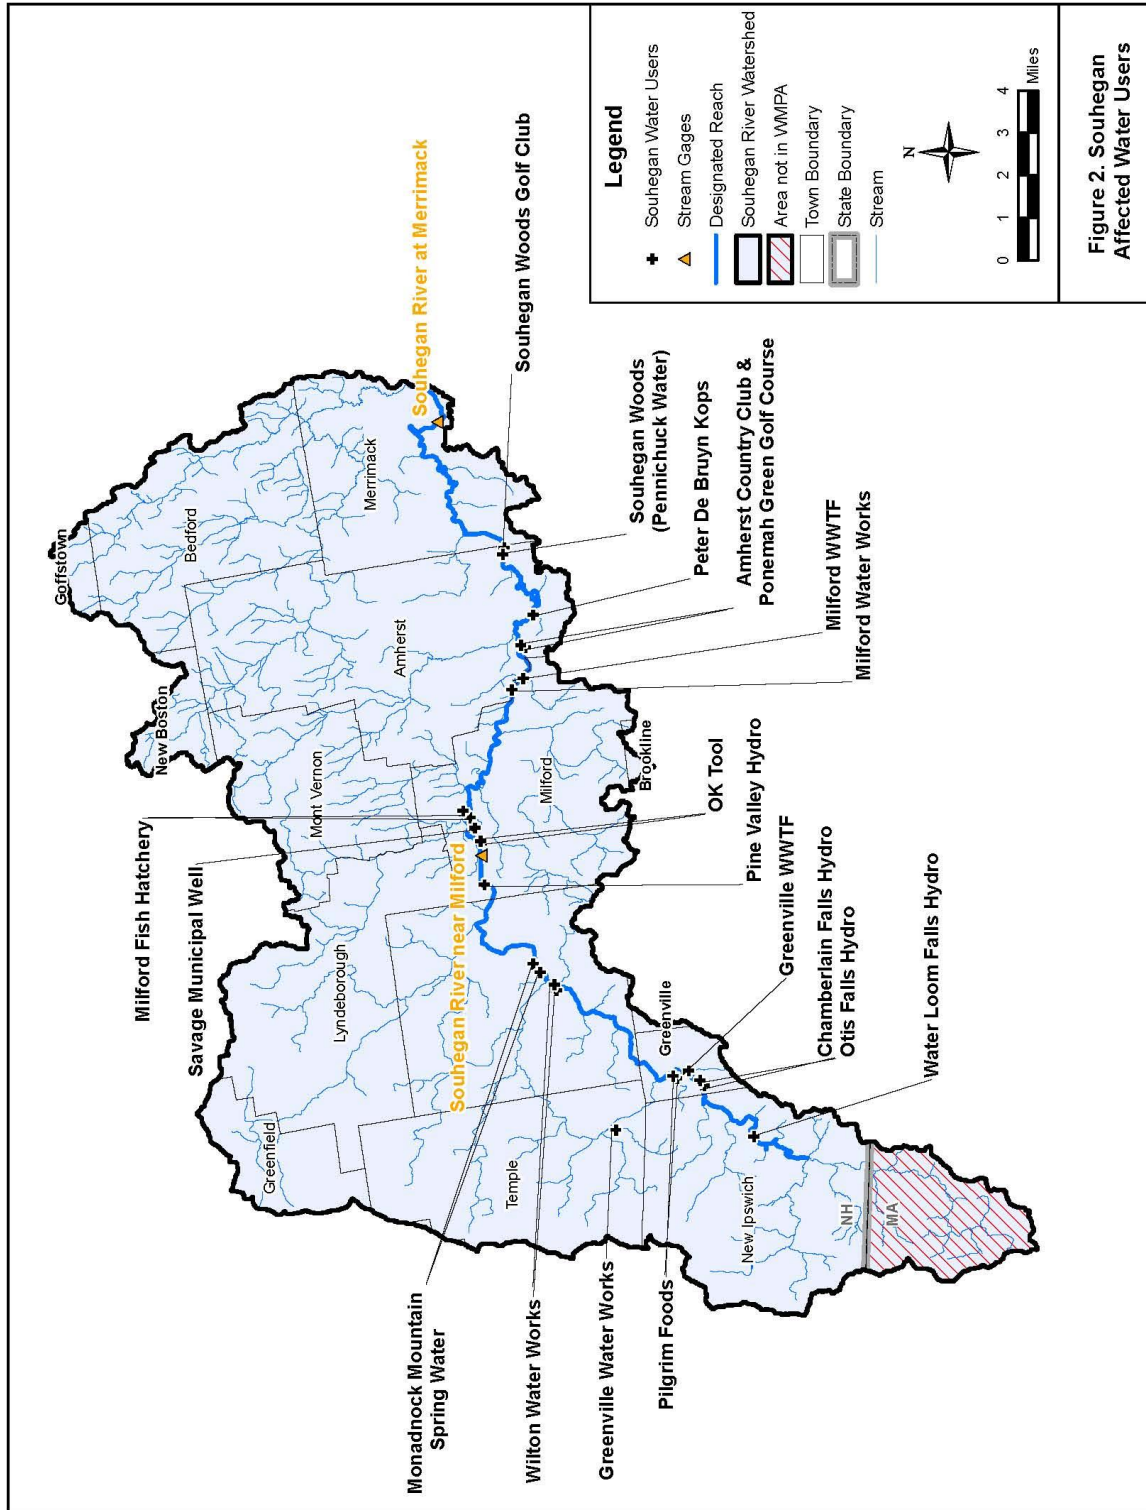 Goffstown
New Boston
Bedford
Merrimack
Souhegan River at Merrimack
Souhegan Woods Golf Club
Milford Fish Hatchery
Savage Municipal Well
Mont Vernon
Amherst
Souhegan Woods
(Pennichuck Water)
Peter De Bruyn Kops
Amherst Country Club &
Ponemah Green Golf Course
Lyndeborough
Souhegan River near Milford
Milford
Brookline
Milford WWTF
Milford Water Works
OK Tool
Pine Valley Hydro
Greenfield
Temple
Greenville
Greenville WWTF
Chamberlain Falls Hydro
Otis Falls Hydro
Water Loom Falls Hydro
Monadnock Mountain
Spring Water
Wilton Water Works
Greenville Water Works
Pilgrim Foods
New Ipswich
NH
MA
Legend
Souhegan Water Users
Stream Gages
Designated Reach
Souhegan River Watershed
Area not in WMPA
Town Boundary
State Boundary
Stream
N
0 1 2 3 4
Miles
Figure 2. Souhegan
Affected Water Users